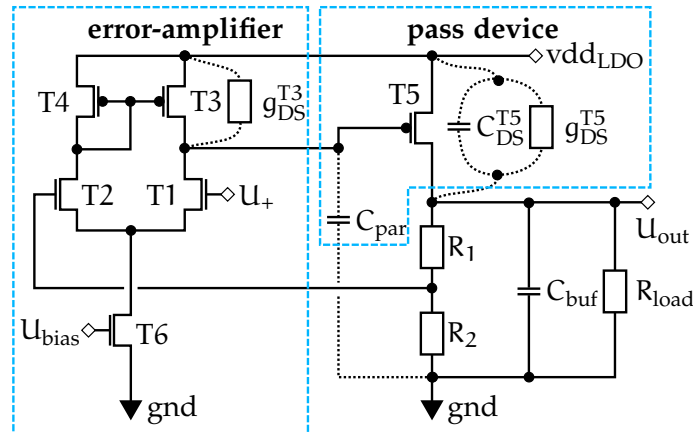 error-amplifier
pass device
vdd_LDO
T4
T3
g_DS^T3
T5
C_DS^T5
g_DS^T5
T2
T1
U_+
C_par
U_out
R_1
C_buf
R_load
U_bias
T6
R_2
gnd
gnd